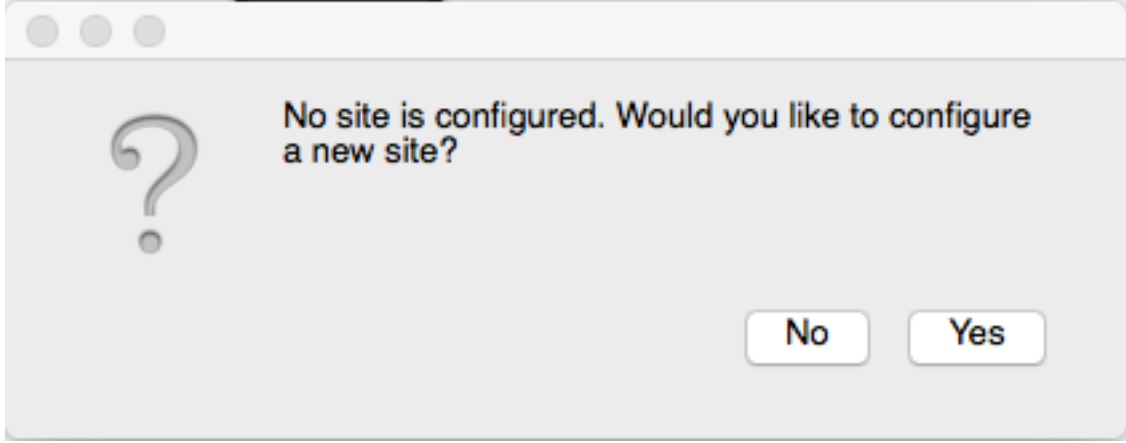 No site is configured. Would you like to configure
a new site?
No
Yes